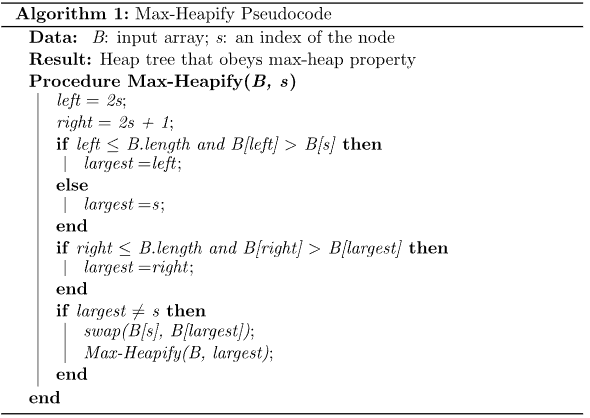 Algorithm 1: Max-Heapify Pseudocode
Data: B: input array; s: an index of the node
Result: Heap tree that obeys max-heap property
Procedure Max-Heapify(B, s)
left = 2s;
right = 2s + 1;
if left ≤ B.length and B[left] > B[s] then
largest =left;
else
largest =s;
end
if right ≤ B.length and B[right] > B[largest] then
largest =right;
end
if largest ≠ s then
swap(B[s], B[largest]);
Max-Heapify(B, largest);
end
end